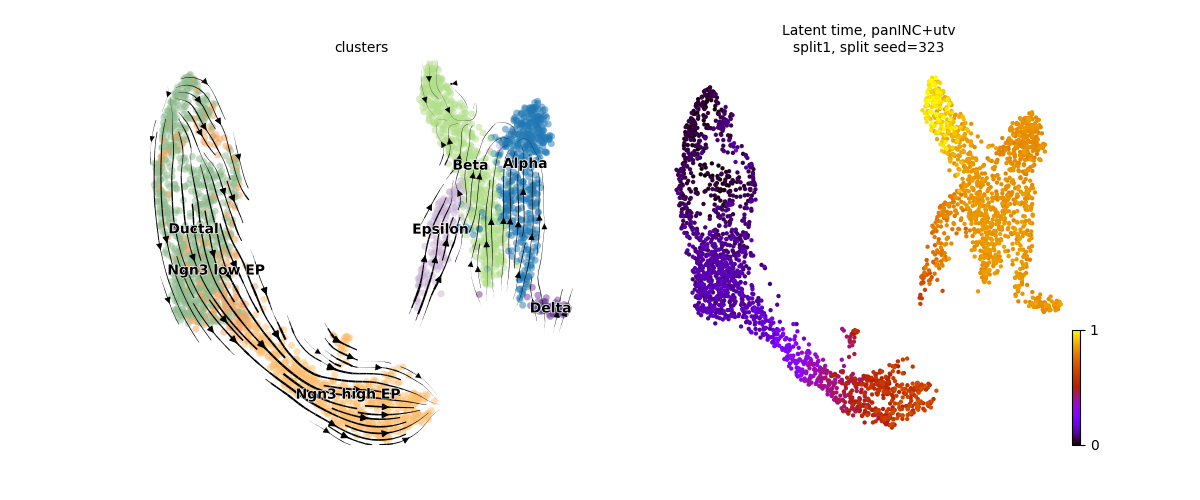 clusters
Beta
Alpha
Ductal
Epsilon
Ngn3 low EP
Delta
Ngn3 high EP
Latent time, panINC+utv
split1, split seed=323
1
0